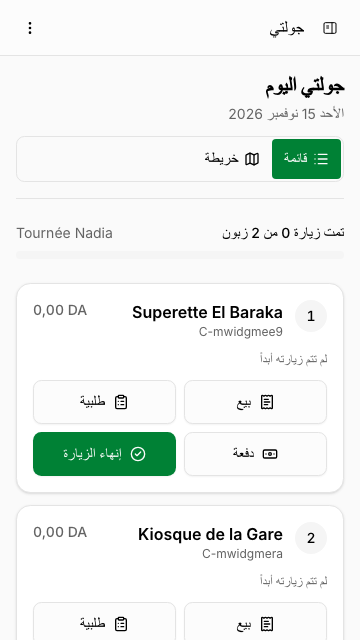 جولتي
جولتي اليوم
الأحد 15 نوفمبر 2026
قائمة
خريطة
تمت زيارة 0 من 2 زبون
Tournée Nadia
1
Superette El Baraka
0,00 DA
C-mwidgmee9
لم تتم زيارته أبداً
بيع
طلبية
دفعة
إنهاء الزيارة
2
Kiosque de la Gare
0,00 DA
C-mwidgmera
لم تتم زيارته أبداً
بيع
طلبية